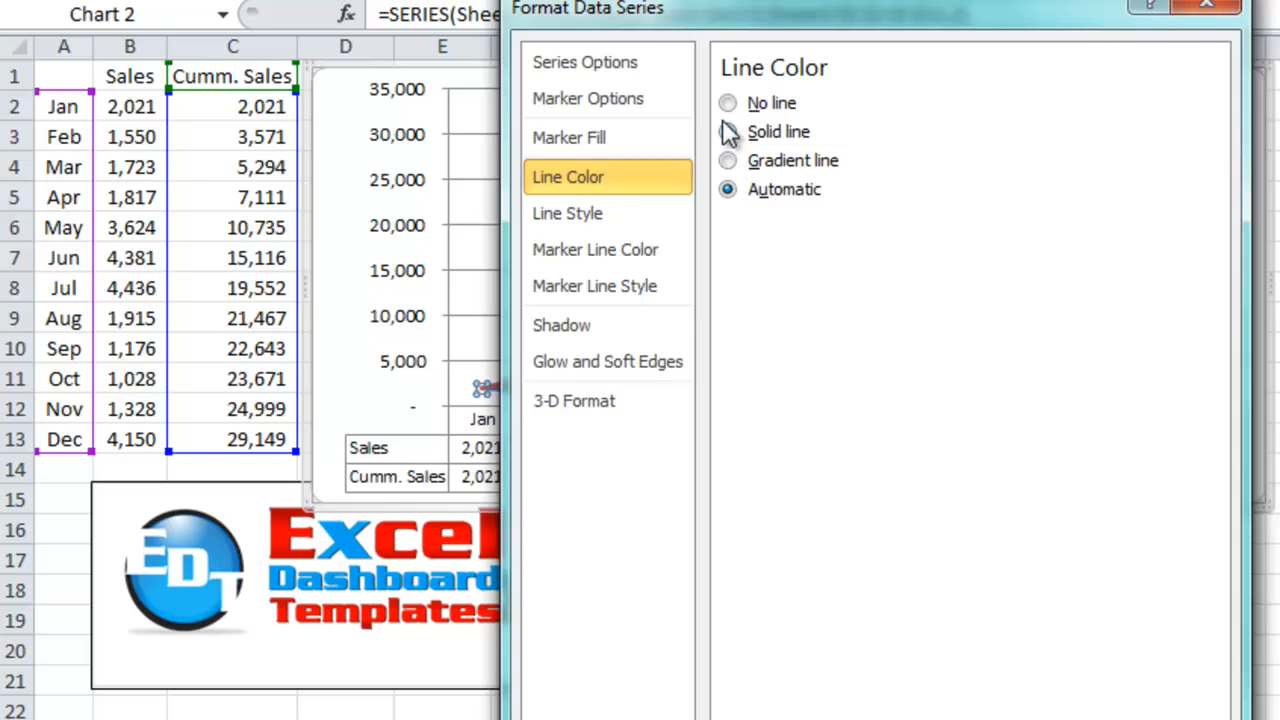 Chart 2
fx
=SERIES(Shee
Format Data Series
?
A B C D E
1 Sales Cumm. Sales
2 Jan 2,021 2,021
3 Feb 1,550 3,571
4 Mar 1,723 5,294
5 Apr 1,817 7,111
6 May 3,624 10,735
7 Jun 4,381 15,116
8 Jul 4,436 19,552
9 Aug 1,915 21,467
10 Sep 1,176 22,643
11 Oct 1,028 23,671
12 Nov 1,328 24,999
13 Dec 4,150 29,149
14
15
16
17
18
19
20
21
22
35,000
30,000
25,000
20,000
15,000
10,000
5,000
-
Jan
Sales 2,021
Cumm. Sales 2,021
EDT
Excel
Dashboard
Templates
Series Options
Marker Options
Marker Fill
Line Color
Line Style
Marker Line Color
Marker Line Style
Shadow
Glow and Soft Edges
3-D Format
Line Color
No line
Solid line
Gradient line
Automatic